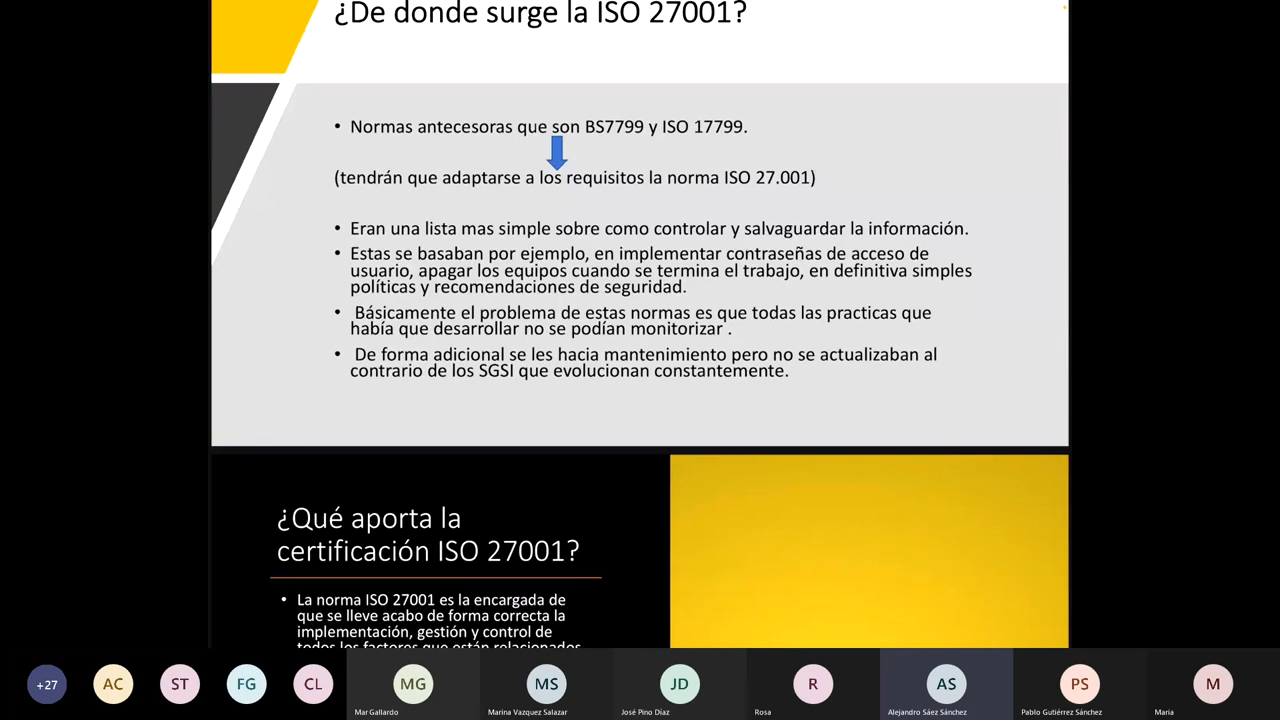 ¿De donde surge la ISO 27001?
• Normas antecesoras que son BS7799 y ISO 17799.
(tendrán que adaptarse a los requisitos la norma ISO 27.001)
• Eran una lista mas simple sobre como controlar y salvaguardar la información.
• Estas se basaban por ejemplo, en implementar contraseñas de acceso de
usuario, apagar los equipos cuando se termina el trabajo, en definitiva simples
políticas y recomendaciones de seguridad.
• Básicamente el problema de estas normas es que todas las practicas que
había que desarrollar no se podían monitorizar .
• De forma adicional se les hacia mantenimiento pero no se actualizaban al
contrario de los SGSI que evolucionan constantemente.
¿Qué aporta la
certificación ISO 27001?
• La norma ISO 27001 es la encargada de
que se lleve acabo de forma correcta la
implementación, gestión y control de
todos los factores que están relacionados
+27
AC
ST
FG
CL
MG
MS
JD
R
AS
PS
M
Mar Gallardo
Marina Vazquez Salazar
José Pino Díaz
Rosa
Alejandro Sáez Sánchez
Pablo Gutiérrez Sánchez
Maria